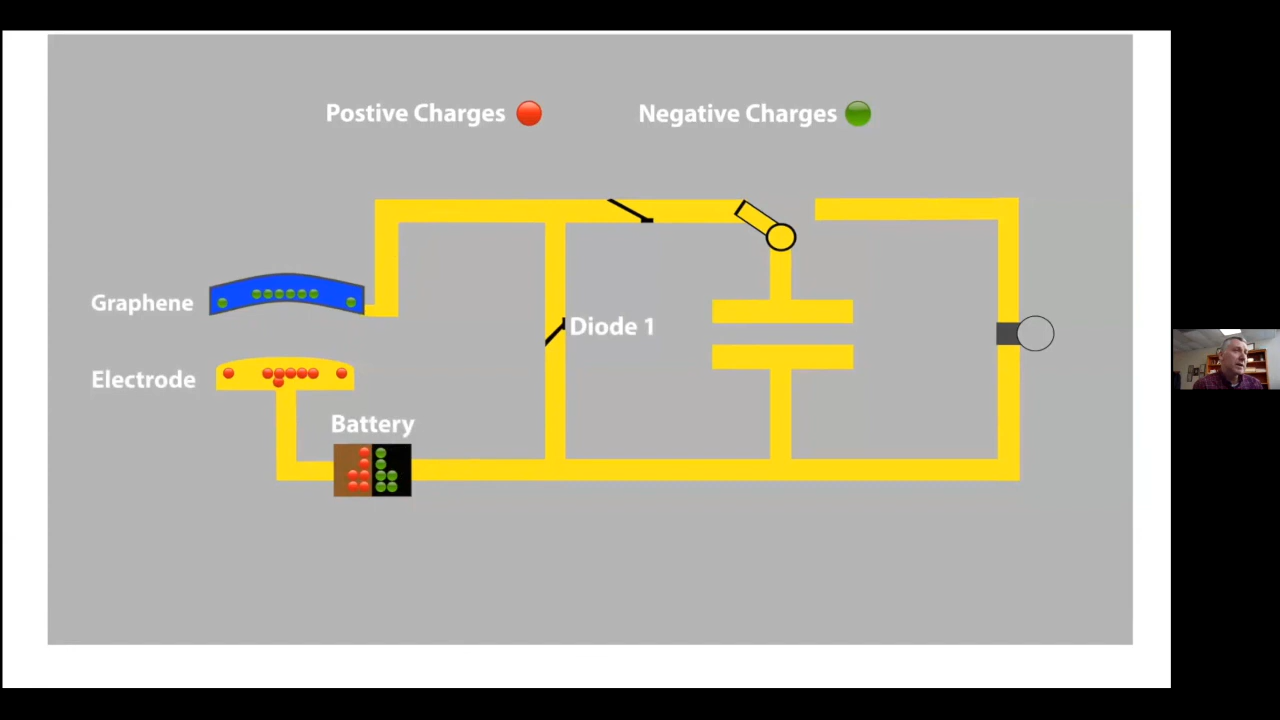 Postive Charges
Negative Charges
Graphene
Diode 1
Electrode
Battery